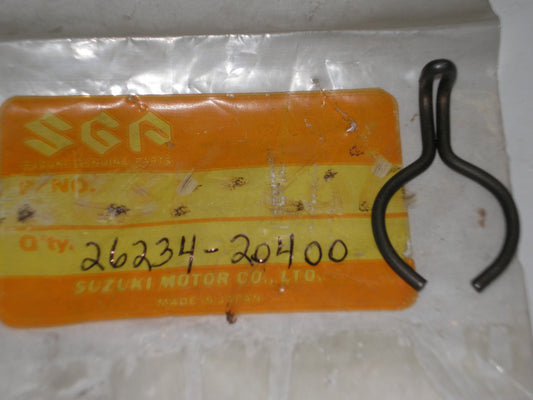 SGP
SUZUKI GENUINE PARTS
P. NO.
Q'ty.
26234-20400
SUZUKI MOTOR CO., LTD.
MADE IN JAPAN